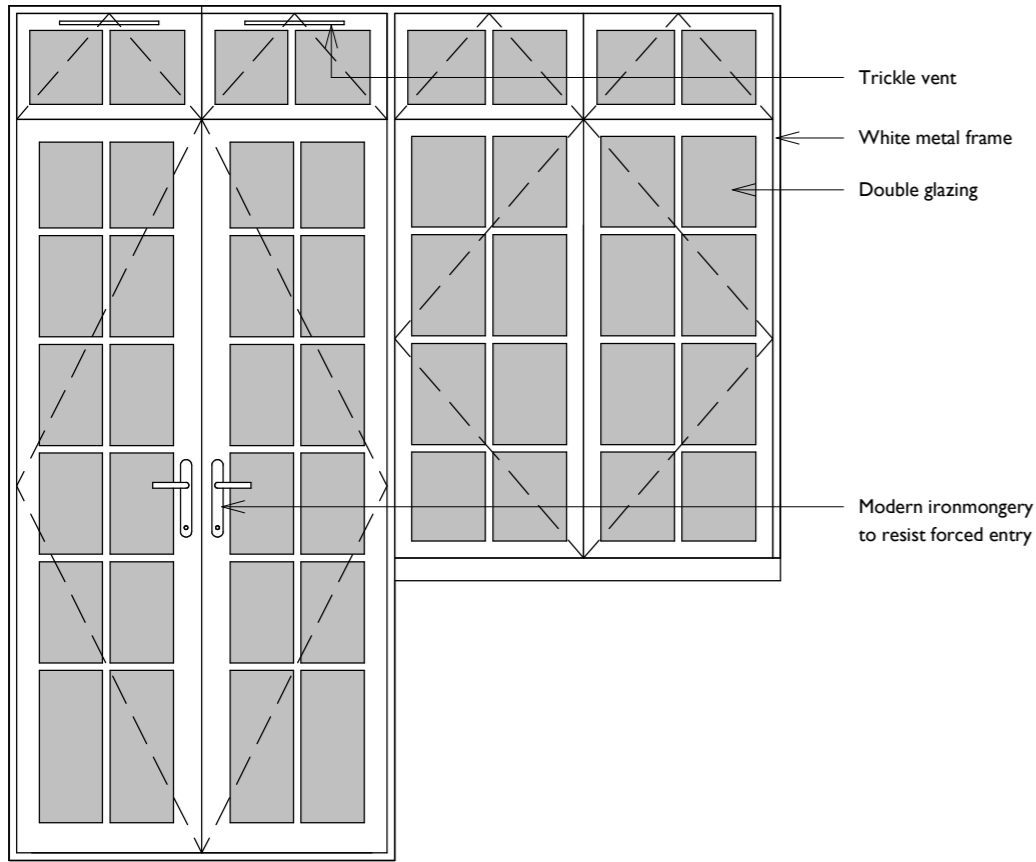 Trickle vent
White metal frame
Double glazing
Modern ironmongery
to resist forced entry